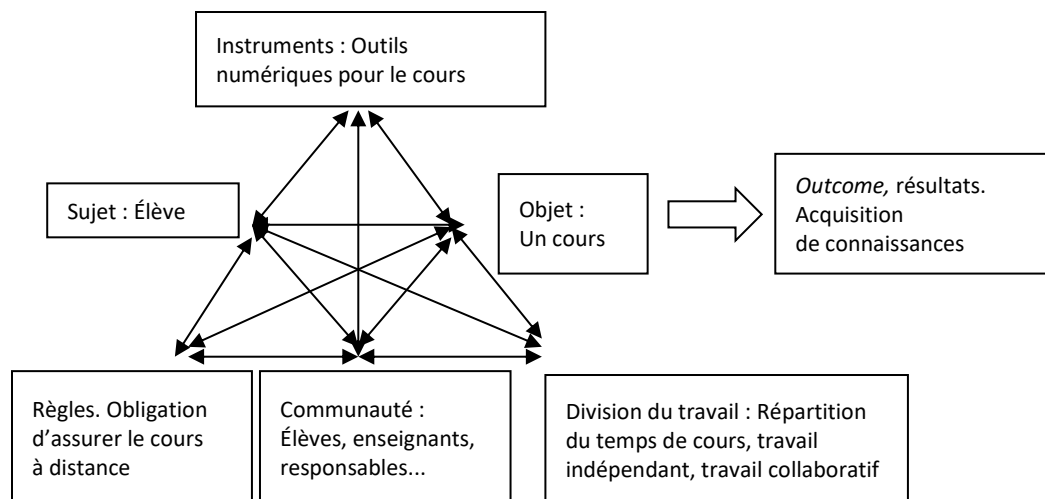 Instruments : Outils
numériques pour le cours
Sujet : Élève
Objet :
Un cours
Outcome, résultats.
Acquisition
de connaissances
Règles. Obligation
d’assurer le cours
à distance
Communauté :
Élèves, enseignants,
responsables...
Division du travail : Répartition
du temps de cours, travail
indépendant, travail collaboratif